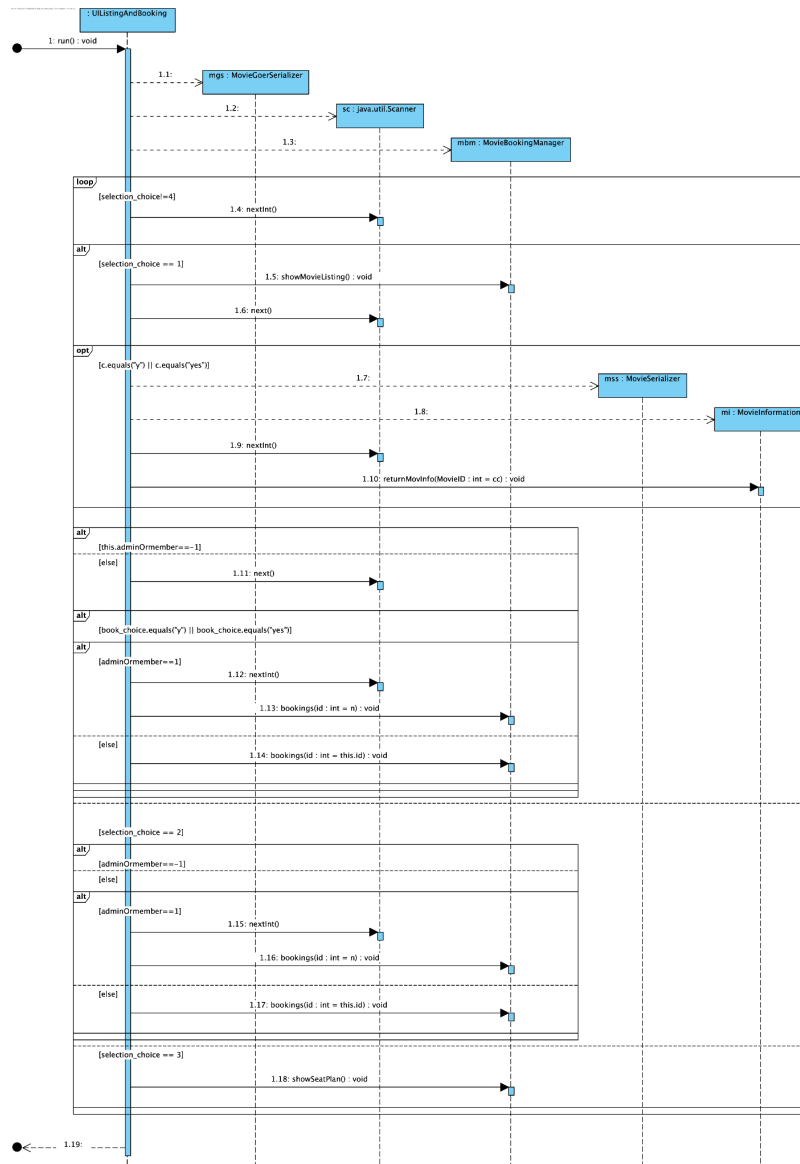 : UIListingAndBooking
1: run() : void
1.1:
mgs : MovieGoerSerializer
1.2:
sc : java.util.Scanner
1.3:
mbm : MovieBookingManager
loop
[selection_choice!=4]
1.4: nextInt()
alt
[selection_choice == 1]
1.5: showMovieListing() : void
1.6: next()
opt
[c.equals("y") || c.equals("yes")]
1.7:
mss : MovieSerializer
1.8:
mi : MovieInformation
1.9: nextInt()
1.10: returnMovInfo(MovieID : int = cc) : void
alt
[this.adminOrmember==-1]
[else]
1.11: next()
alt
[book_choice.equals("y") || book_choice.equals("yes")]
alt
[adminOrmember==1]
1.12: nextInt()
1.13: bookings(id : int = n) : void
[else]
1.14: bookings(id : int = this.id) : void
[selection_choice == 2]
alt
[adminOrmember==-1]
[else]
alt
[adminOrmember==1]
1.15: nextInt()
1.16: bookings(id : int = n) : void
[else]
1.17: bookings(id : int = this.id) : void
[selection_choice == 3]
1.18: showSeatPlan() : void
1.19: